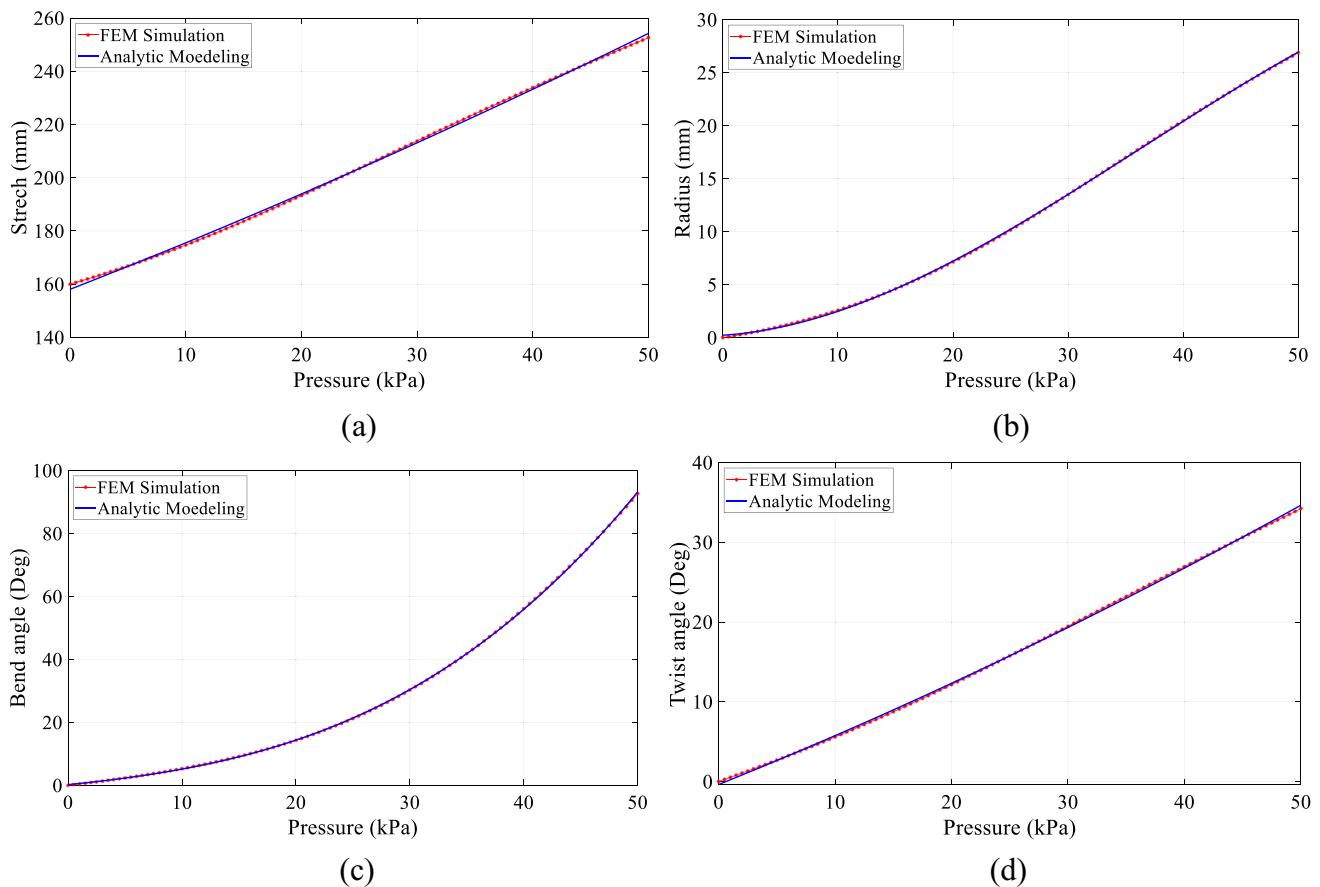 260
240
220
200
180
160
140
Strech (mm)
FEM Simulation
Analytic Moedeling
0 10 20 30 40 50
Pressure (kPa)
(a)
30
25
20
15
10
5
0
Radius (mm)
FEM Simulation
Analytic Moedeling
0 10 20 30 40 50
Pressure (kPa)
(b)
100
80
60
40
20
0
Bend angle (Deg)
FEM Simulation
Analytic Moedeling
0 10 20 30 40 50
Pressure (kPa)
(c)
40
30
20
10
0
Twist angle (Deg)
FEM Simulation
Analytic Moedeling
0 10 20 30 40 50
Pressure (kPa)
(d)